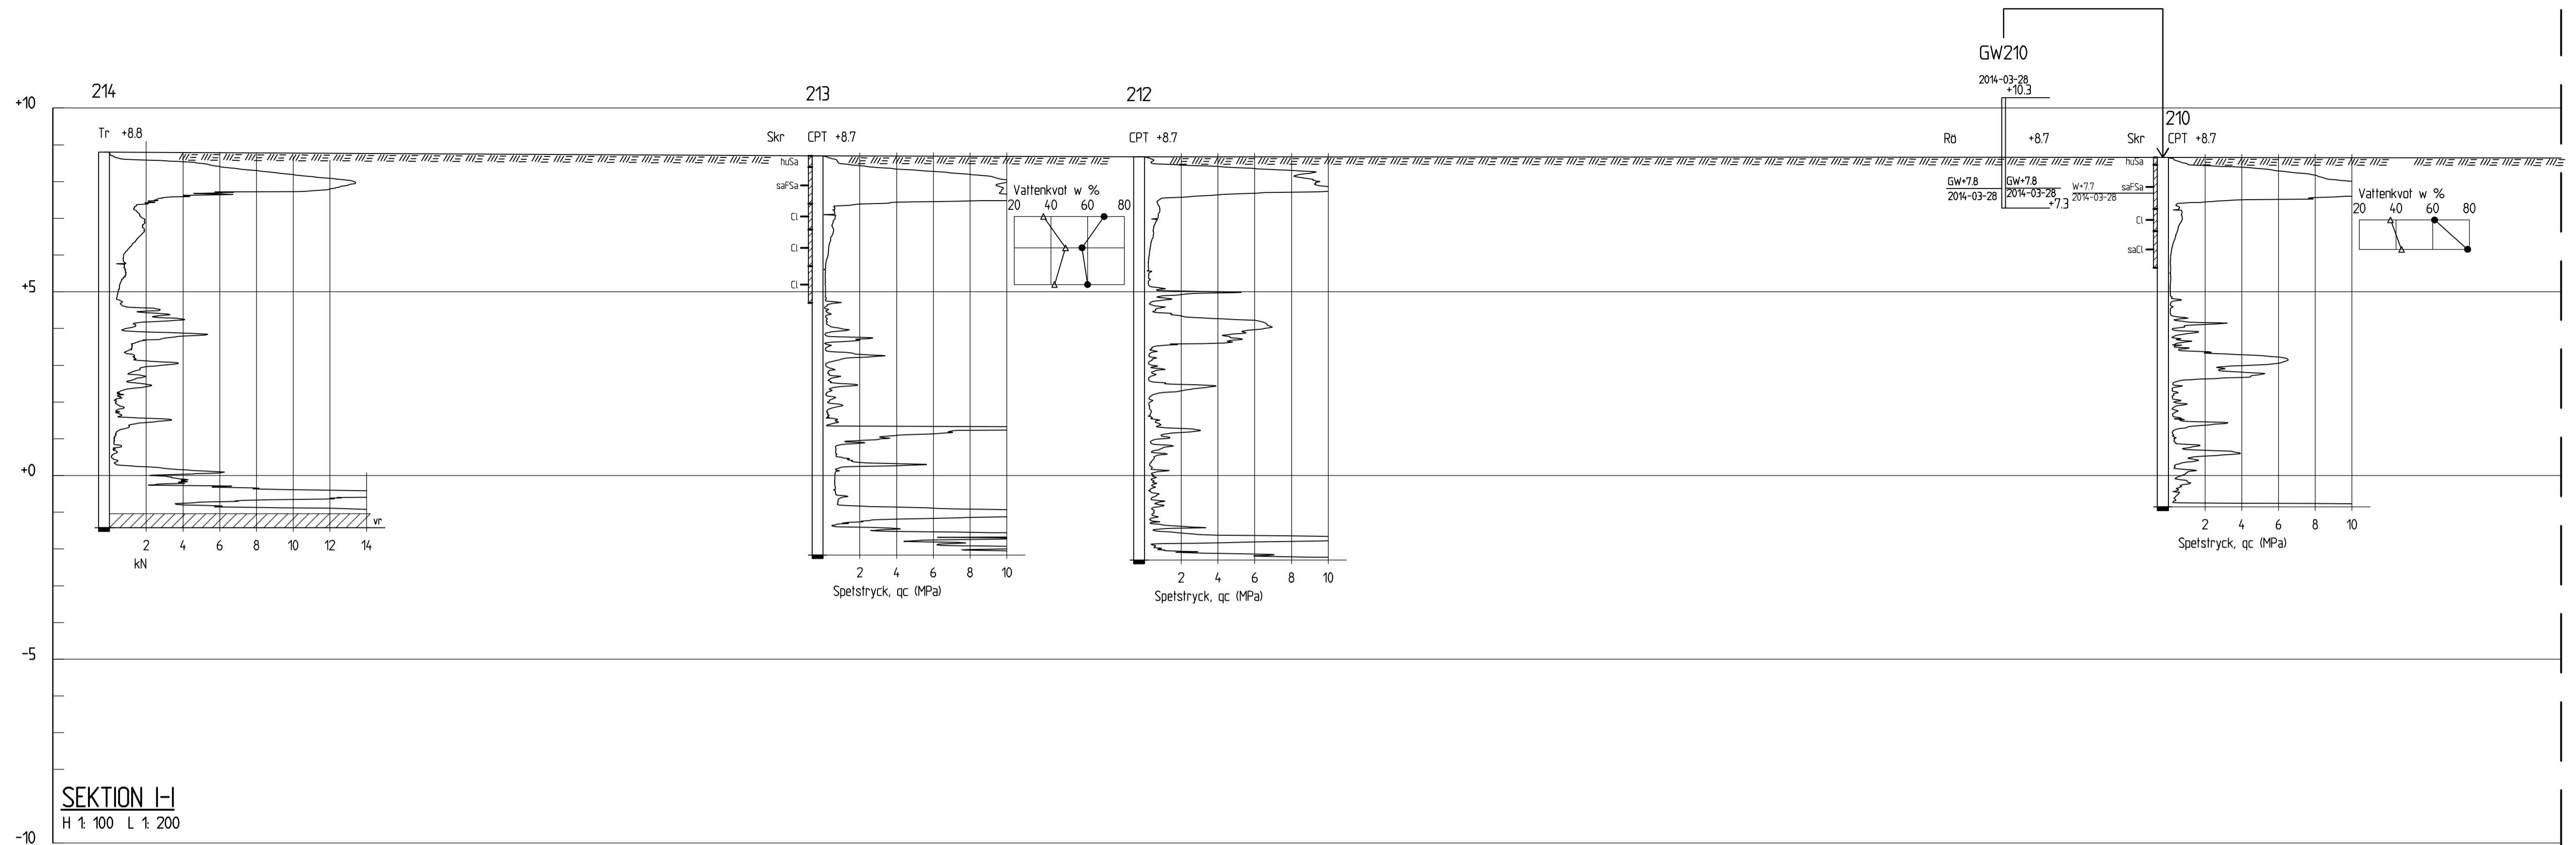 GW210
2014-03-28
+10.3
+10
214
213
212
210
Tr +8.8
Skr CPT +8.7
CPT +8.7
Rö +8.7
Skr CPT +8.7
huSa
saFSa
Cl
Cl
Cl
Vattenkvot w %
20 40 60 80
GW+7.8
2014-03-28
GW+7.8
2014-03-28
+7.3
W+7.7
2014-03-28
huSa
saFSa
Cl
saCl
Vattenkvot w %
20 40 60 80
+5
+0
vr
2 4 6 8 10 12 14
kN
2 4 6 8 10
Spetstryck, qc (MPa)
2 4 6 8 10
Spetstryck, qc (MPa)
2 4 6 8 10
Spetstryck, qc (MPa)
-5
SEKTION I-I
H 1: 100 L 1: 200
-10